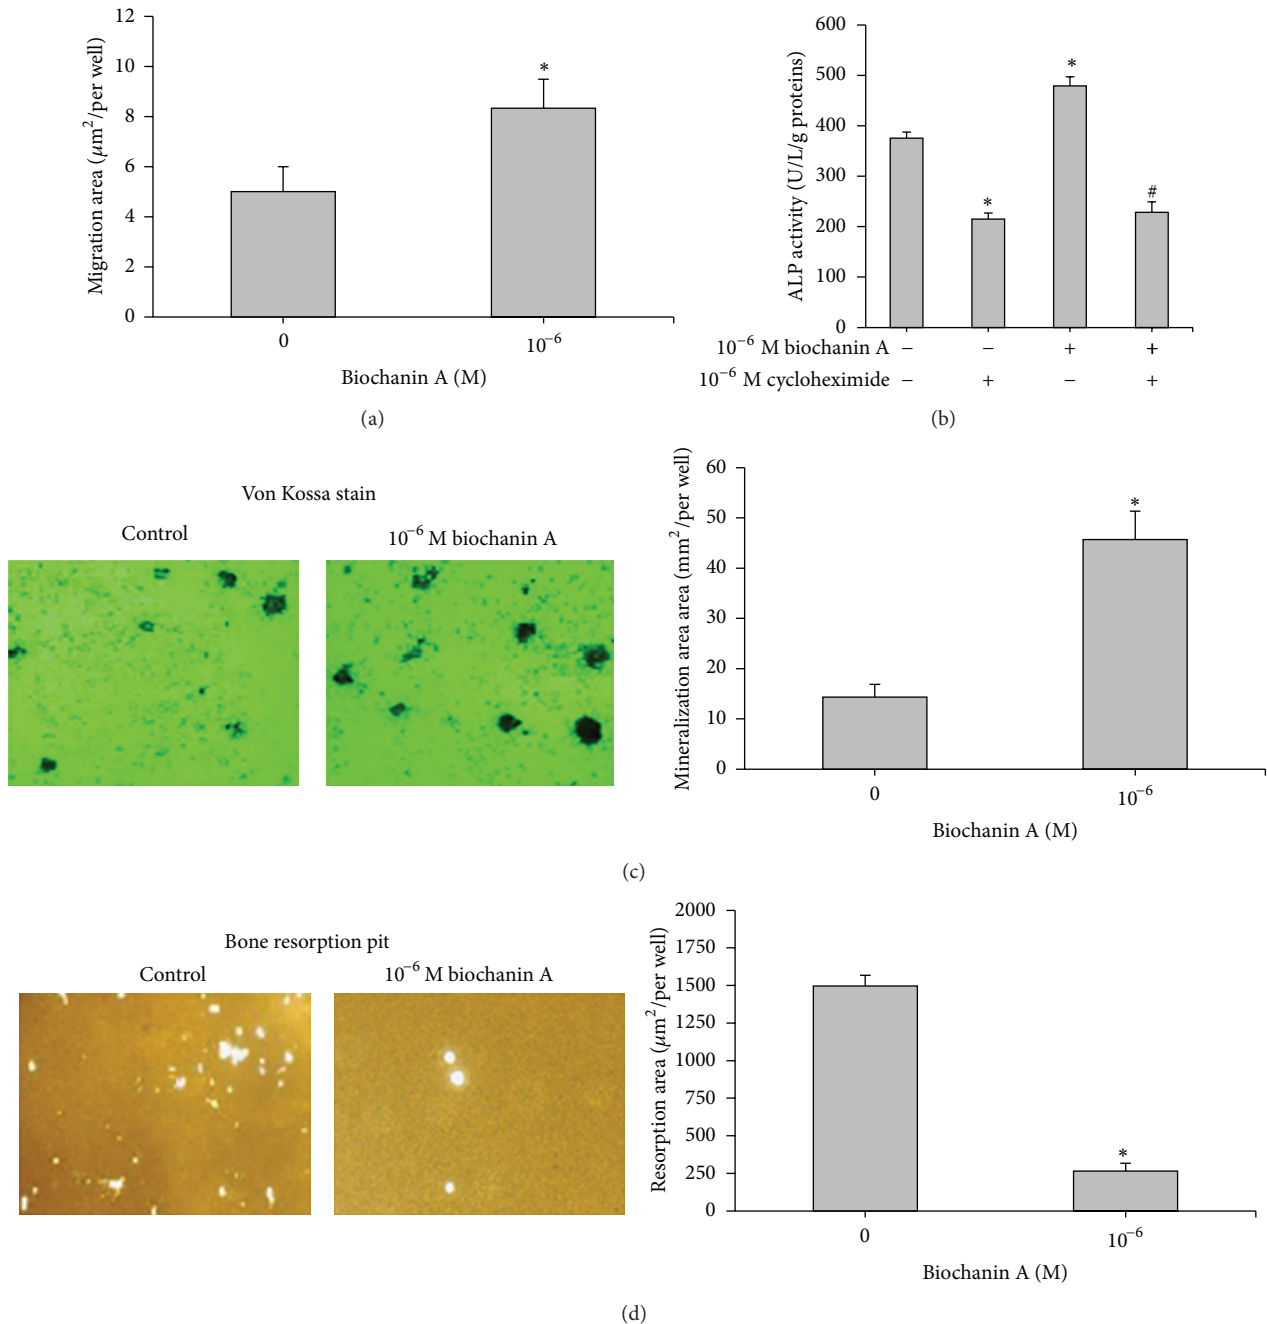 Migration area (μm²/per well)
12
10
8
6
4
2
0
*
0
10⁻⁶
Biochanin A (M)
(a)
ALP activity (U/L/g proteins)
600
500
400
300
200
100
0
*
*
#
10⁻⁶ M biochanin A − − + +
10⁻⁶ M cycloheximide − + − +
(b)
Von Kossa stain
Control
10⁻⁶ M biochanin A
Mineralization area area (mm²/per well)
60
50
40
30
20
10
0
*
0
10⁻⁶
Biochanin A (M)
(c)
Bone resorption pit
Control
10⁻⁶ M biochanin A
Resorption area (μm²/per well)
2000
1750
1500
1250
1000
750
500
250
0
*
0
10⁻⁶
Biochanin A (M)
(d)